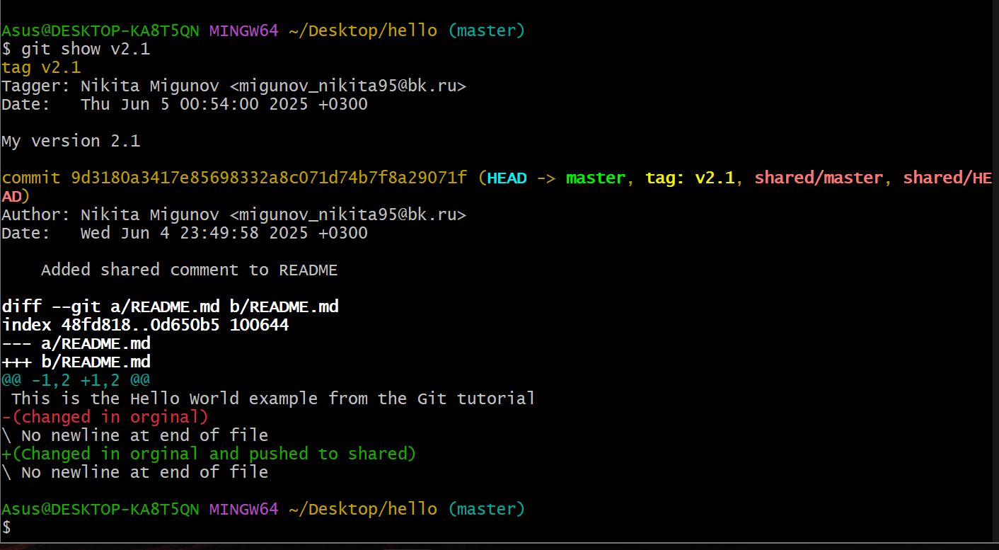 Asus@DESKTOP-KA8T5QN MINGW64 ~/Desktop/hello (master)
$ git show v2.1
tag v2.1
Tagger: Nikita Migunov <migunov_nikita95@bk.ru>
Date:   Thu Jun 5 00:54:00 2025 +0300
My version 2.1
commit 9d3180a3417e85698332a8c071d74b7f8a29071f (HEAD -> master, tag: v2.1, shared/master, shared/HE
AD)
Author: Nikita Migunov <migunov_nikita95@bk.ru>
Date:   Wed Jun 4 23:49:58 2025 +0300
    Added shared comment to README
diff --git a/README.md b/README.md
index 48fd818..0d650b5 100644
--- a/README.md
+++ b/README.md
@@ -1,2 +1,2 @@
 This is the Hello World example from the Git tutorial
-(changed in orginal)
\ No newline at end of file
+(Changed in orginal and pushed to shared)
\ No newline at end of file
Asus@DESKTOP-KA8T5QN MINGW64 ~/Desktop/hello (master)
$